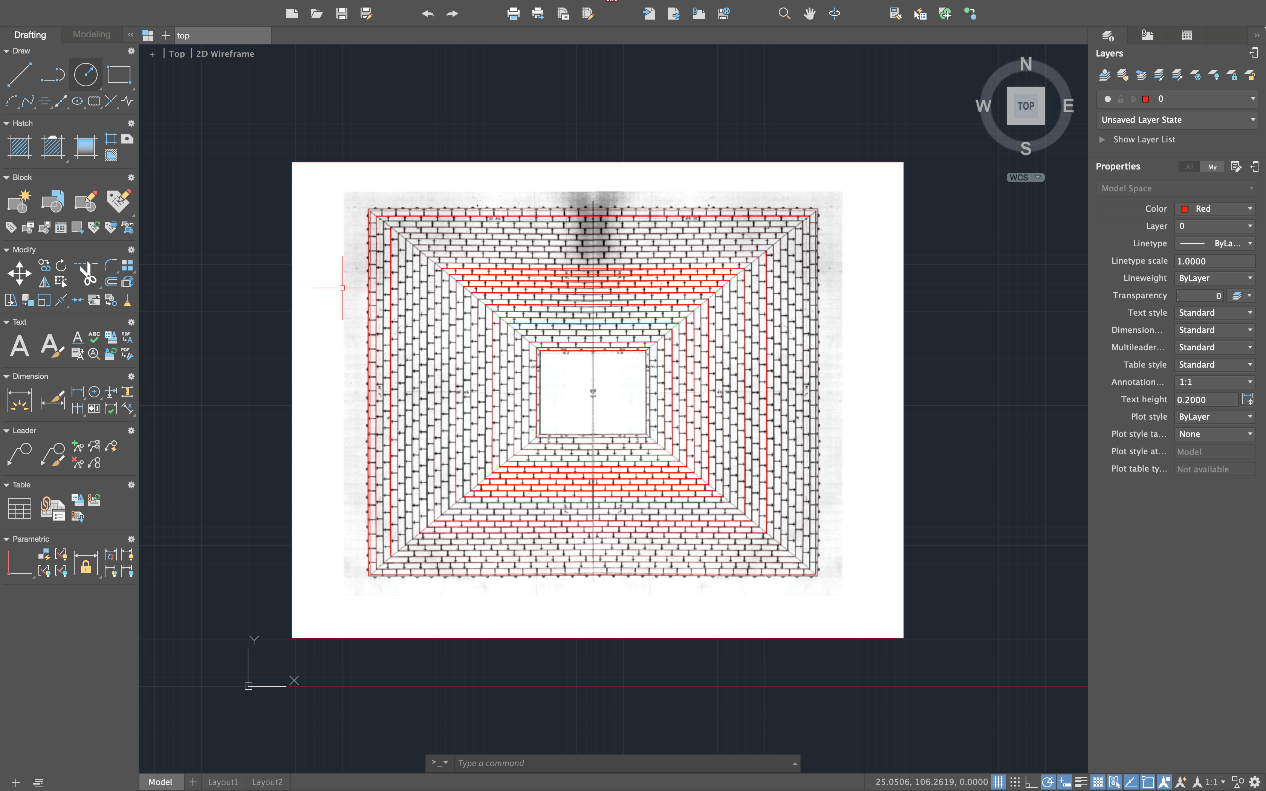 Drafting
Modeling
top
Draw
+ | Top | 2D Wireframe
Hatch
Block
Modify
Text
A
A
A
ABC
Dimension
Leader
Table
Parametric
N
W
TOP
E
S
WCS
Y
X
>_
Type a command
Model
Layout1
Layout2
25.0506, 106.2619, 0.0000
1:1
Layers
0
Unsaved Layer State
Show Layer List
Properties
All
My
Model Space
Color
Red
Layer
0
Linetype
ByLa...
Linetype scale
1.0000
Lineweight
ByLayer
Transparency
0
Text style
Standard
Dimension...
Standard
Multileader...
Standard
Table style
Standard
Annotation...
1:1
Text height
0.2000
Plot style
ByLayer
Plot style ta...
None
Plot style at...
Model
Plot table ty...
Not available